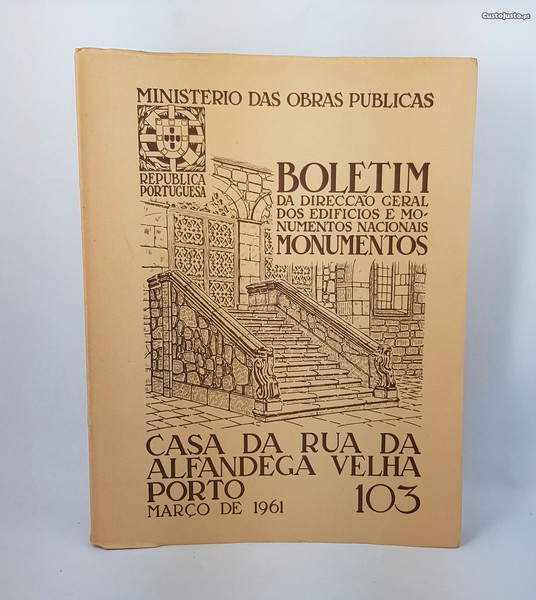 CustoJusto.pt
MINISTERIO DAS OBRAS PUBLICAS
REPUBLICA
PORTUGUESA
BOLETIM
DA DIRECCAO GERAL
DOS EDIFICIOS E MO-
NUMENTOS NACIONAIS
MONUMENTOS
CASA DA RUA DA
ALFANDEGA VELHA
PORTO
MARÇO DE 1961
103